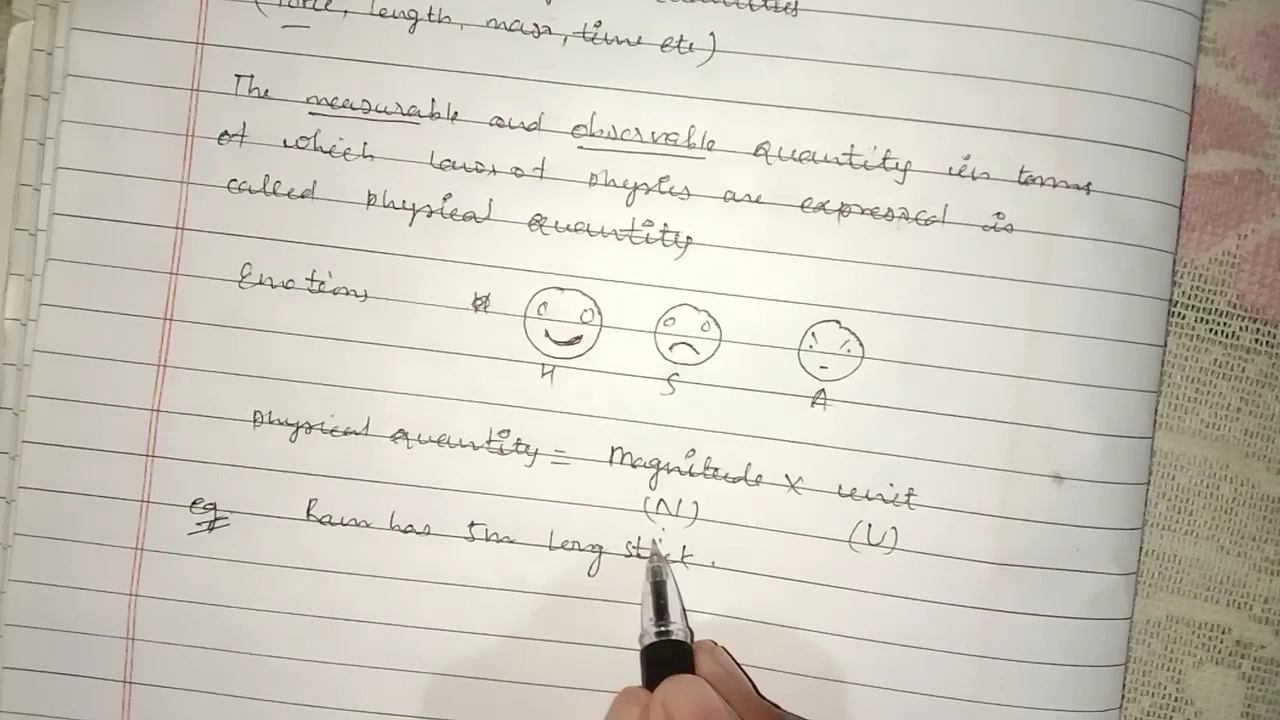 (force, length, mass, time etc)
The measurable and observable quantity in terms
of which laws of physics are expressed is
called physical quantity
Emotions
H S A
physical quantity = magnitude × unit
(N) (U)
eg Ram has 5m long stick.